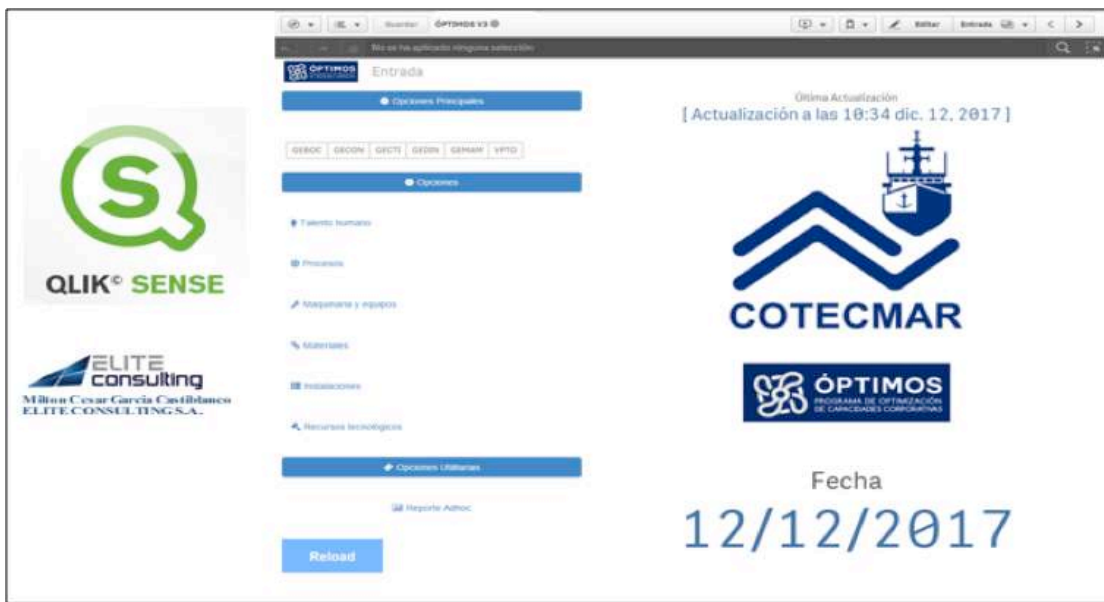 Guardar ÓPTIMOS V3
Editar
Entrada
No se ha aplicado ninguna selección
ÓPTIMOS
Entrada
Opciones Principales
GEBOC GECON GECTI GEDIN GEMAM VPTO
Opciones
Talento humano
Procesos
Maquinaria y equipos
Materiales
Instalaciones
Recursos tecnológicos
Opciones Utilitarias
Reporte Adhoc
Reload
S
QLIK© SENSE
ELITE
consulting
Milton Cesar Garcia Castiblanco
ELITE CONSULTING S.A.
Última Actualización
[ Actualización a las 10:34 dic. 12, 2017 ]
COTECMAR
ÓPTIMOS
PROGRAMA DE OPTIMIZACIÓN
DE CAPACIDADES CORPORATIVAS
Fecha
12/12/2017